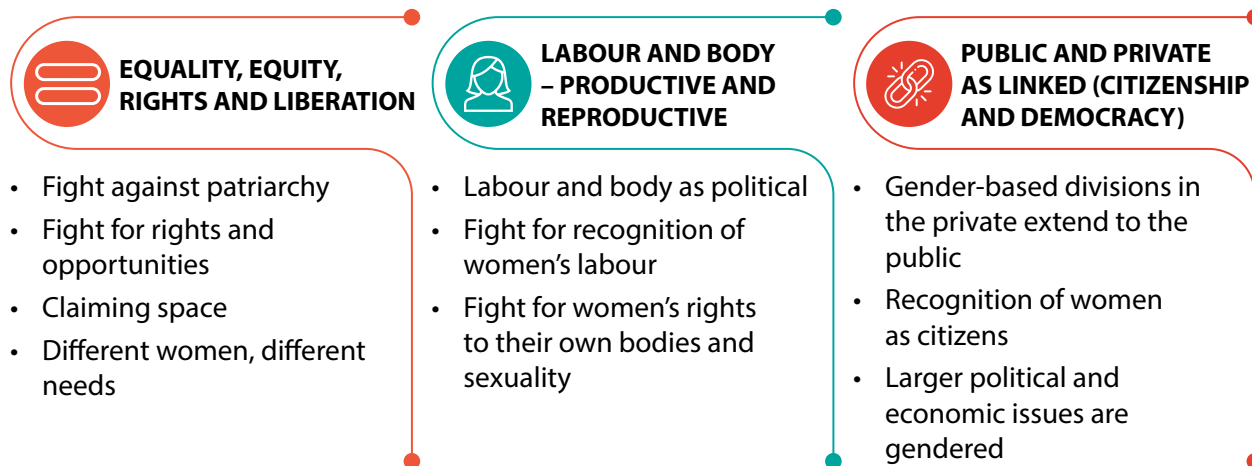 EQUALITY, EQUITY,
RIGHTS AND LIBERATION
• Fight against patriarchy
• Fight for rights and
opportunities
• Claiming space
• Different women, different
needs
LABOUR AND BODY
– PRODUCTIVE AND
REPRODUCTIVE
• Labour and body as political
• Fight for recognition of
women’s labour
• Fight for women’s rights
to their own bodies and
sexuality
PUBLIC AND PRIVATE
AS LINKED (CITIZENSHIP
AND DEMOCRACY)
• Gender-based divisions in
the private extend to the
public
• Recognition of women
as citizens
• Larger political and
economic issues are
gendered